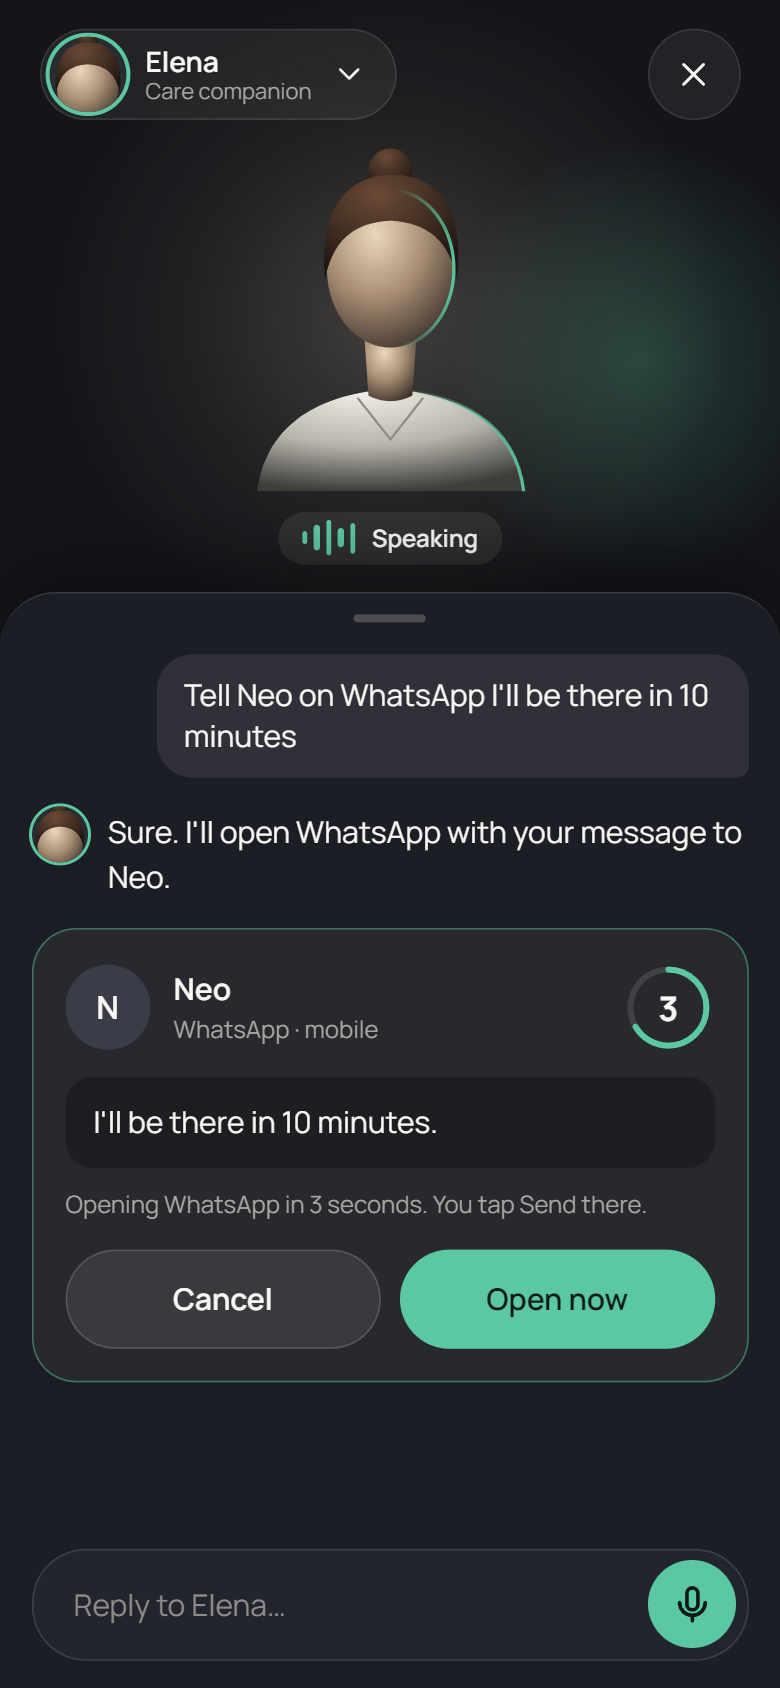 Elena
Care companion
Speaking
Tell Neo on WhatsApp I'll be there in 10
minutes
Sure. I'll open WhatsApp with your message to
Neo.
N
Neo
WhatsApp · mobile
3
I'll be there in 10 minutes.
Opening WhatsApp in 3 seconds. You tap Send there.
Cancel
Open now
Reply to Elena...